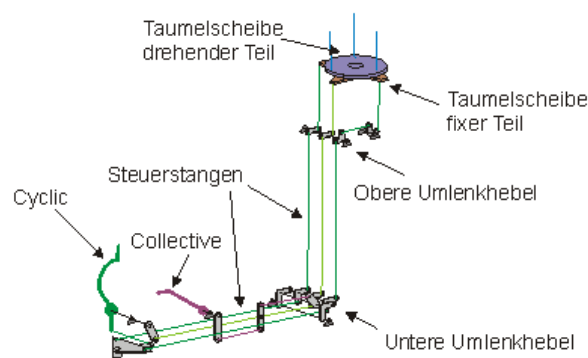 Taumelscheibe
drehender Teil
Taumelscheibe
fixer Teil
Steuerstangen
Obere Umlenkhebel
Cyclic
Collective
Untere Umlenkhebel